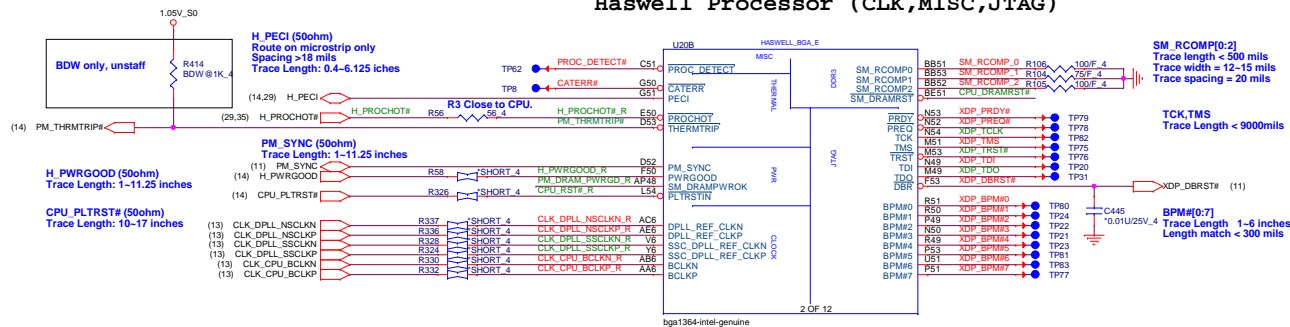 Haswell Processor (CLK,MISC,JTAG)
1.05V_S0
BDW only, unstaff
R414
BDW@1K_4
H_PECI (50ohm)
Route on microstrip only
Spacing >18 mils
Trace Length: 0.4~6.125 iches
(14,29) H_PECI
(29,35) H_PROCHOT#
H_PROCHOT#
R56
R3 Close to CPU.
56_4
H_PROCHOT#_R
(14) PM_THRMTRIP#
PM_THRMTRIP#
TP62
PROC_DETECT#
TP8
CATERR#
PM_SYNC (50ohm)
Trace Length: 1~11.25 inches
H_PWRGOOD (50ohm)
Trace Length: 1~11.25 inches
CPU_PLTRST# (50ohm)
Trace Length: 10~17 inches
(11) PM_SYNC
(14) H_PWRGOOD
R58
*SHORT_4
H_PWRGOOD_R
PM_DRAM_PWRGD_R
(14) CPU_PLTRST#
R326
*SHORT_4
CPU_RST#_R
(13) CLK_DPLL_NSCLKN
R337
*SHORT_4
CLK_DPLL_NSCLKN_R
(13) CLK_DPLL_NSCLKP
R336
*SHORT_4
CLK_DPLL_NSCLKP_R
(13) CLK_DPLL_SSCLKN
R328
*SHORT_4
CLK_DPLL_SSCLKN_R
(13) CLK_DPLL_SSCLKP
R324
*SHORT_4
CLK_DPLL_SSCLKP_R
(13) CLK_CPU_BCLKN
R330
*SHORT_4
CLK_CPU_BCLKN_R
(13) CLK_CPU_BCLKP
R332
*SHORT_4
CLK_CPU_BCLKP_R
U20B
HASWELL_BGA_E
MISC
THERMAL
PWR
CLOCK
DDR3
JTAG
C51 PROC_DETECT
G50 CATERR
G51 PECI
E50 PROCHOT
D53 THERMTRIP
D52 PM_SYNC
F50 PWRGOOD
AP48 SM_DRAMPWROK
L54 PLTRSTIN
AC6 DPLL_REF_CLKN
AE6 DPLL_REF_CLKP
V6 SSC_DPLL_REF_CLKN
Y6 SSC_DPLL_REF_CLKP
AB6 BCLKN
AA6 BCLKP
SM_RCOMP0 BB51 SM_RCOMP_0 R106 100/F_4
SM_RCOMP1 BB53 SM_RCOMP_1 R104 75/F_4
SM_RCOMP2 BB52 SM_RCOMP_2 R105 100/F_4
SM_DRAMRST BE51 CPU_DRAMRST#
PRDY N53 XDP_PRDY# TP79
PREQ N52 XDP_PREQ# TP78
TCK N54 XDP_TCLK TP82
TMS M51 XDP_TMS TP75
TRST M53 XDP_TRST# TP76
TDI N49 XDP_TDI TP20
TDO M49 XDP_TDO TP31
DBR F53 XDP_DBRST#
XDP_DBRST# (11)
BPM#0 R51 XDP_BPM#0 TP80
BPM#1 R50 XDP_BPM#1 TP24
BPM#2 P49 XDP_BPM#2 TP22
BPM#3 N50 XDP_BPM#3 TP21
BPM#4 R49 XDP_BPM#4 TP23
BPM#5 P53 XDP_BPM#5 TP81
BPM#6 U51 XDP_BPM#6 TP83
BPM#7 P51 XDP_BPM#7 TP77
C445
*0.01U/25V_4
SM_RCOMP[0:2]
Trace length < 500 mils
Trace width = 12~15 mils
Trace spacing = 20 mils
TCK,TMS
Trace Length < 9000mils
BPM#[0:7]
Trace Length 1~6 inches
Length match < 300 mils
2 OF 12
bga1364-intel-genuine